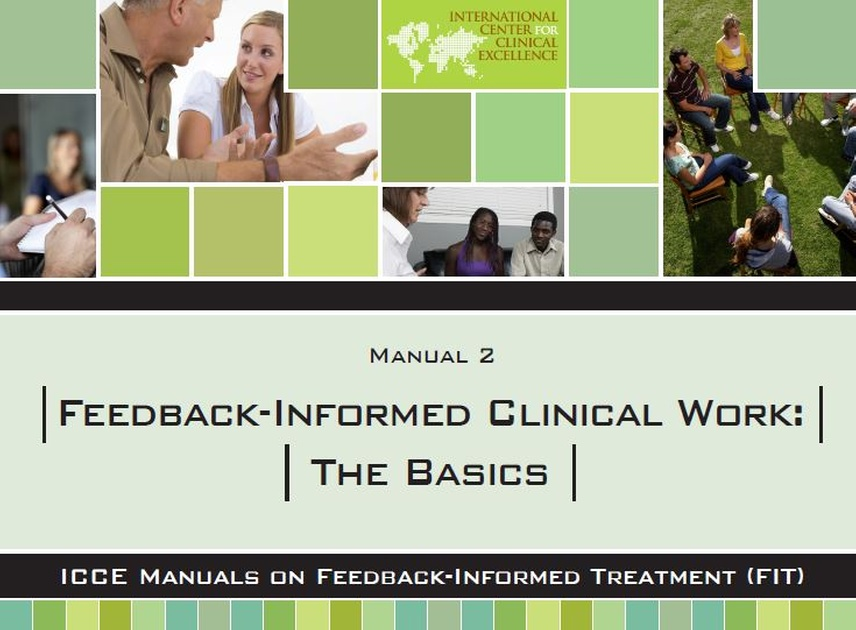 INTERNATIONAL
CENTER FOR
CLINICAL
EXCELLENCE
MANUAL 2
FEEDBACK-INFORMED CLINICAL WORK:
THE BASICS
ICCE MANUALS ON FEEDBACK-INFORMED TREATMENT (FIT)